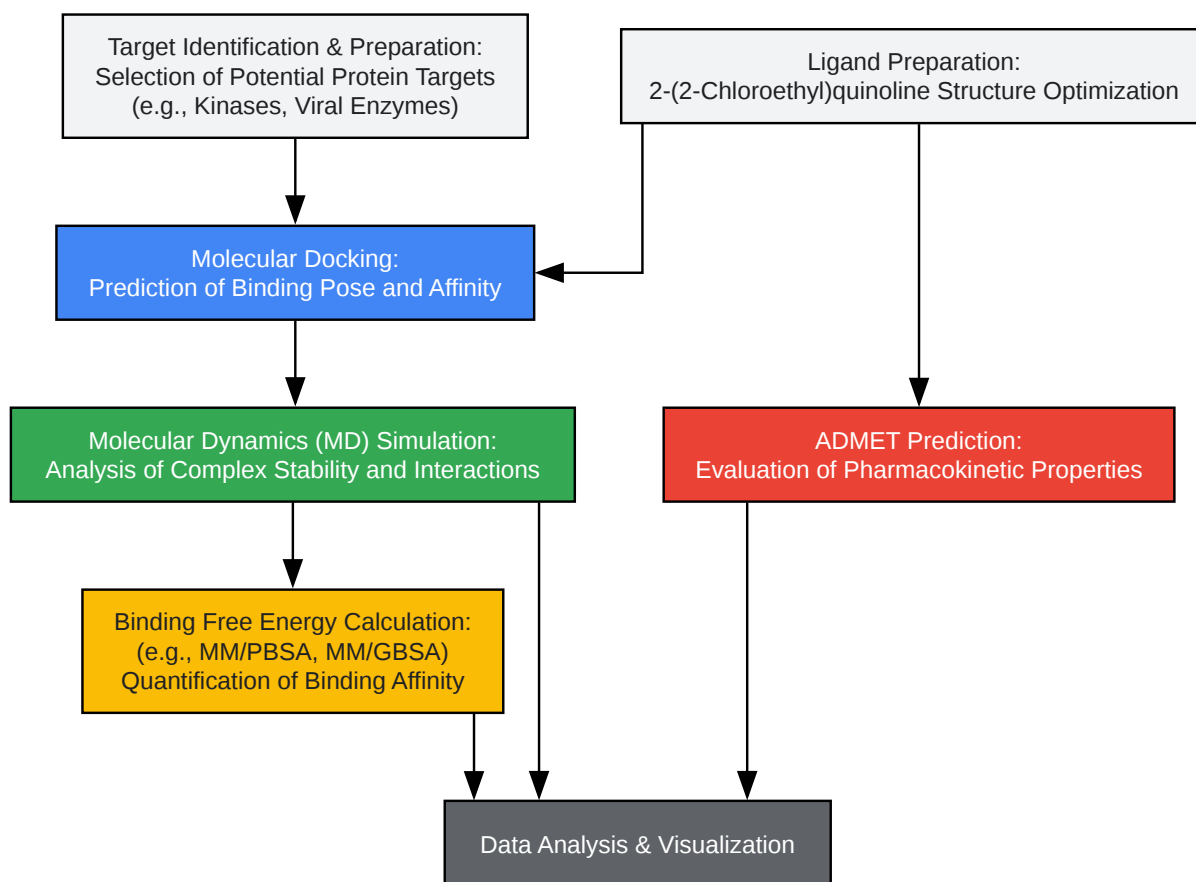 Target Identification & Preparation:
Selection of Potential Protein Targets
(e.g., Kinases, Viral Enzymes)
Ligand Preparation:
2-(2-Chloroethyl)quinoline Structure Optimization
Molecular Docking:
Prediction of Binding Pose and Affinity
Molecular Dynamics (MD) Simulation:
Analysis of Complex Stability and Interactions
ADMET Prediction:
Evaluation of Pharmacokinetic Properties
Binding Free Energy Calculation:
(e.g., MM/PBSA, MM/GBSA)
Quantification of Binding Affinity
Data Analysis & Visualization